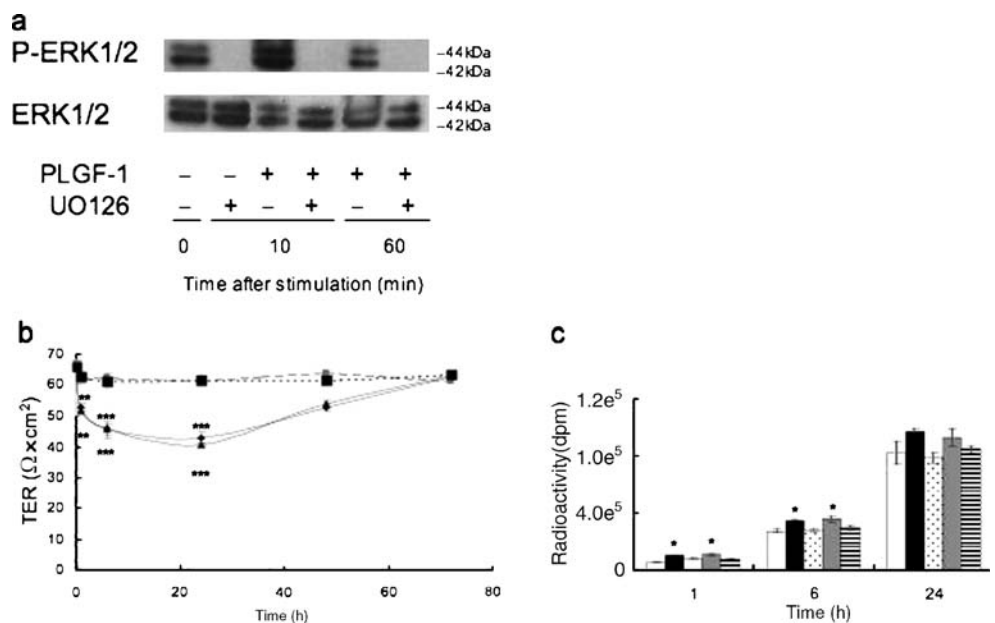 a
P-ERK1/2
–44kDa
–42kDa
ERK1/2
–44kDa
–42kDa
PLGF-1 – – + + + +
UO126 – + – + – +
0 10 60
Time after stimulation (min)
b
TER (Ω×cm2)
70
60
50
40
30
20
10
0
** *** ***
** *** ***
0 20 40 60 80
Time (h)
c
Radioactivity(dpm)
1.2e5
1.0e5
4.0e5
0
* * * *
1 6 24
Time (h)